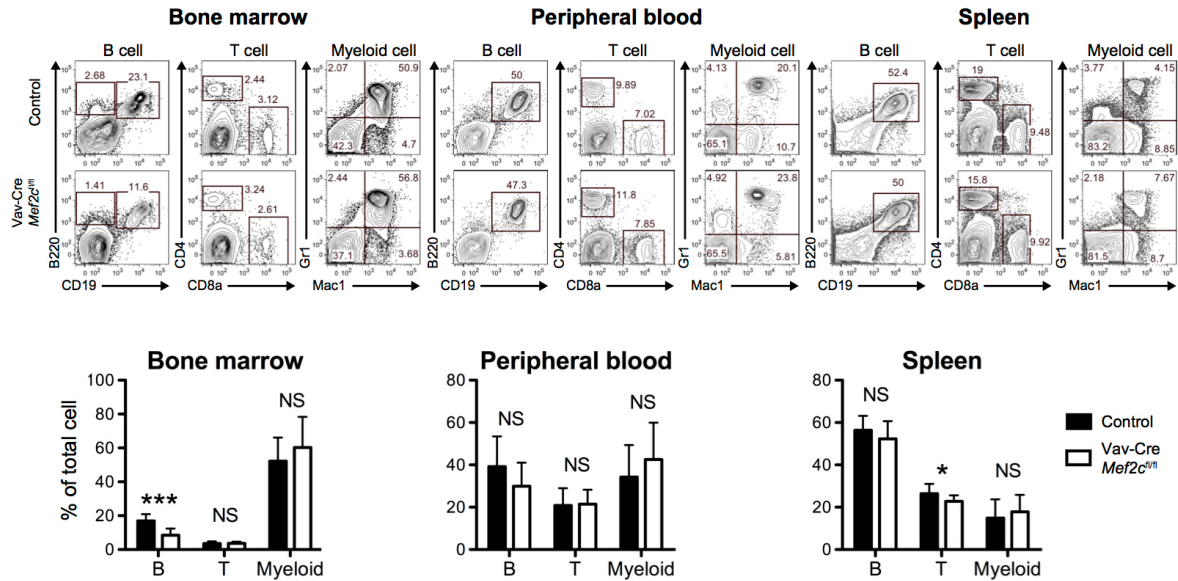 Bone marrow Peripheral blood Spleen
B cell T cell Myeloid cell B cell T cell Myeloid cell B cell T cell Myeloid cell
Control
2.68 23.1 2.44 3.12 2.07 50.9 42.3 4.7 50 9.89 7.02 4.13 20.1 65.1 10.7 52.4 19 9.48 3.77 4.15 83.2 8.85
Vav-Cre
Mef2c^fl/fl
1.41 11.6 3.24 2.61 2.44 56.8 37.1 3.68 47.3 11.8 7.85 4.92 23.8 65.5 5.81 50 15.8 9.92 2.18 7.67 81.5 8.7
B220 CD4 Gr1 B220 CD4 Gr1 B220 CD4 Gr1
CD19 CD8a Mac1 CD19 CD8a Mac1 CD19 CD8a Mac1
Bone marrow Peripheral blood Spleen
% of total cell
100
80
60
40
20
0
*** NS NS
B T Myeloid
80
60
40
20
0
NS NS NS
B T Myeloid
80
60
40
20
0
NS * NS
B T Myeloid
Control
Vav-Cre
Mef2c^fl/fl